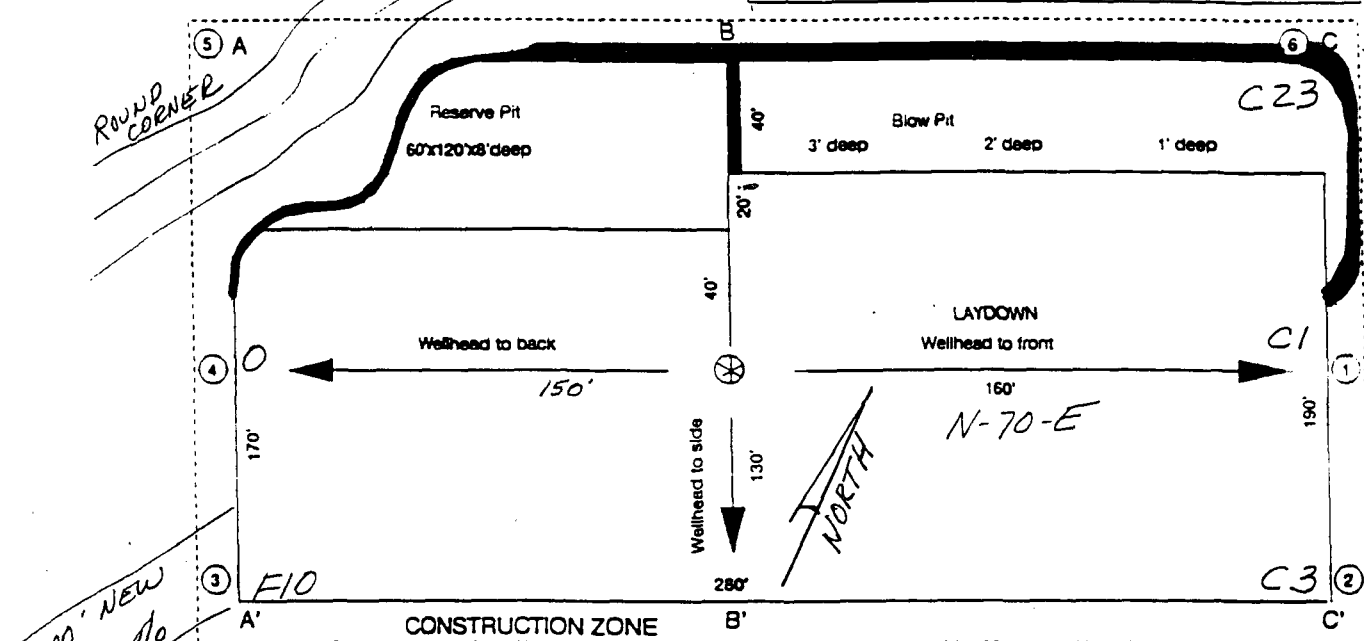 5 A
B
6 C
ROUND
CORNER
C23
Reserve Pit
60'x120'x8'deep
40'
Blow Pit
3' deep
2' deep
1' deep
20'
40'
LAYDOWN
Wellhead to back
Wellhead to front
C1
4 0
150'
160'
1
N-70-E
170'
190'
Wellhead to side
130'
NORTH
3 F10
280'
C3 2
NEW
A'
CONSTRUCTION ZONE
B'
C'